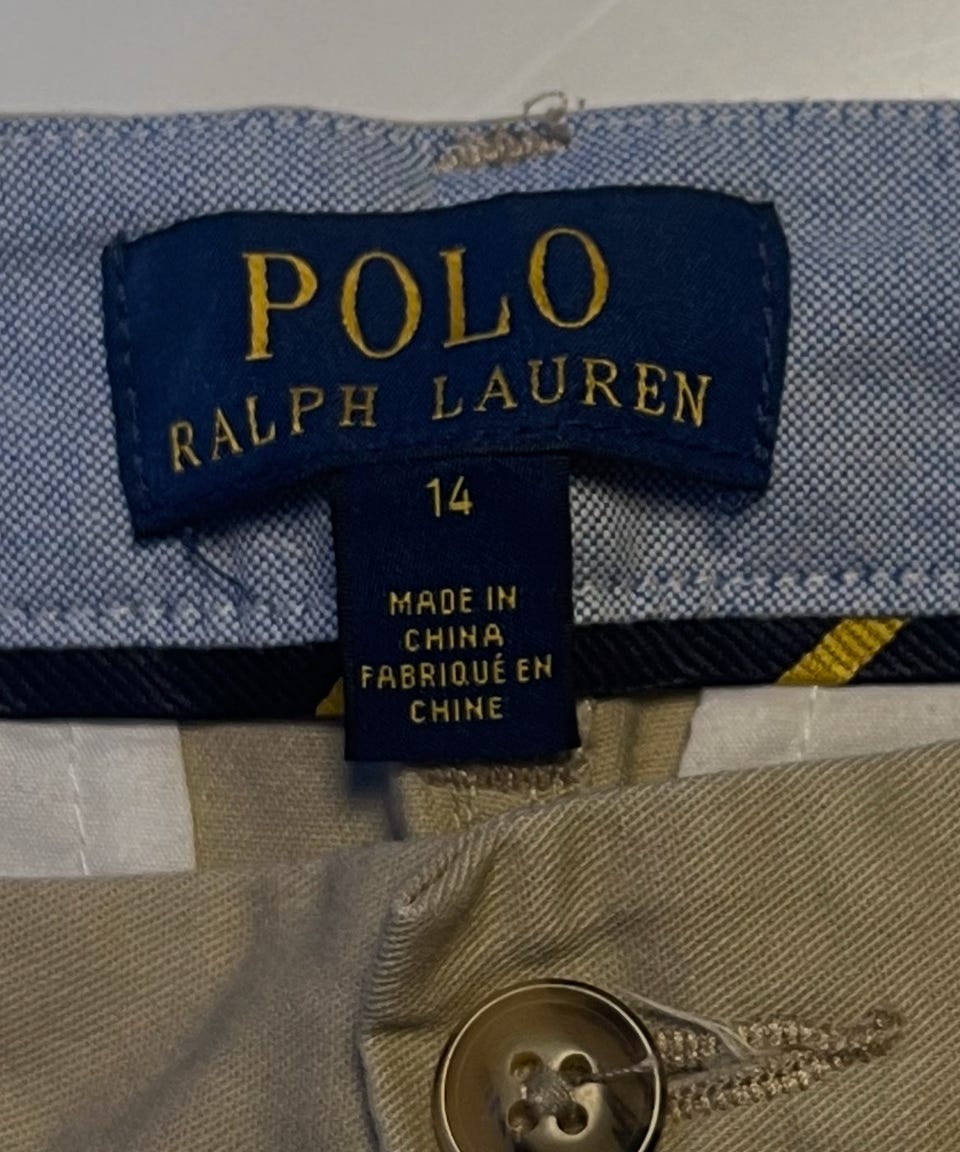 POLO
RALPH LAUREN
14
MADE IN
CHINA
FABRIQUÉ EN
CHINE